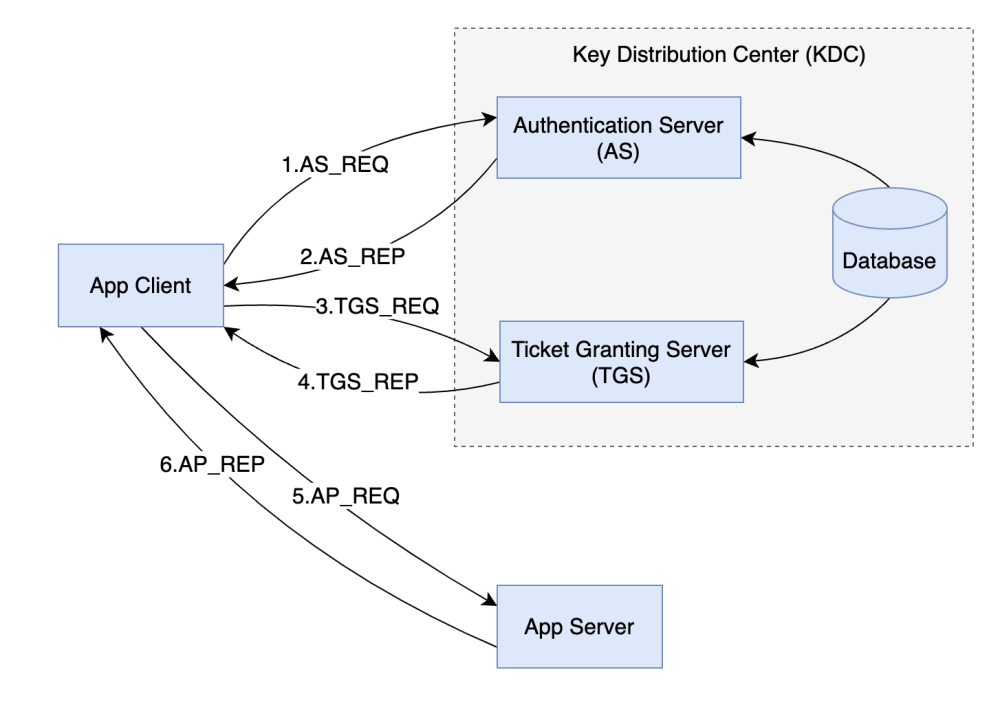 Key Distribution Center (KDC)
Authentication Server
(AS)
1.AS_REQ
2.AS_REP
Database
App Client
3.TGS_REQ
Ticket Granting Server
(TGS)
4.TGS_REP
6.AP_REP
5.AP_REQ
App Server